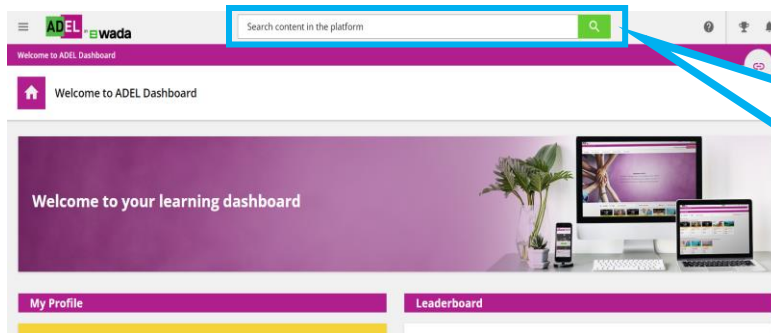 ADEL BY wada
Search content in the platform
Welcome to ADEL Dashboard
Welcome to ADEL Dashboard
Welcome to your learning dashboard
My Profile
Leaderboard